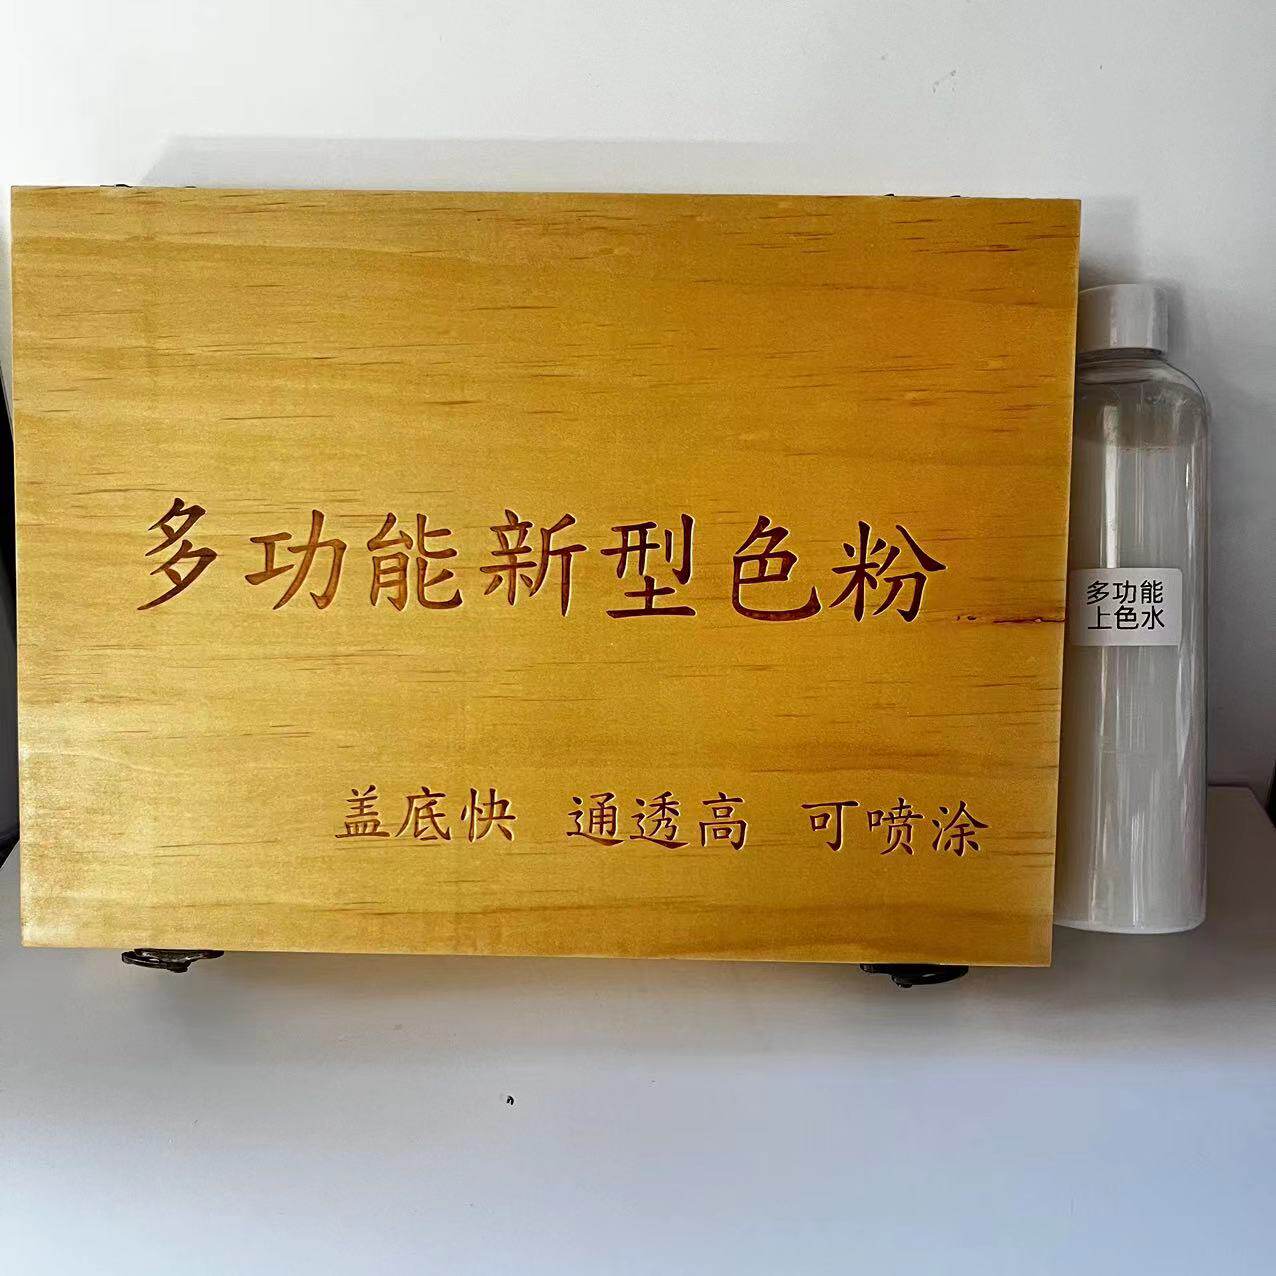 多功能新型色粉
盖底快 通透高 可喷涂
多功能
上色水